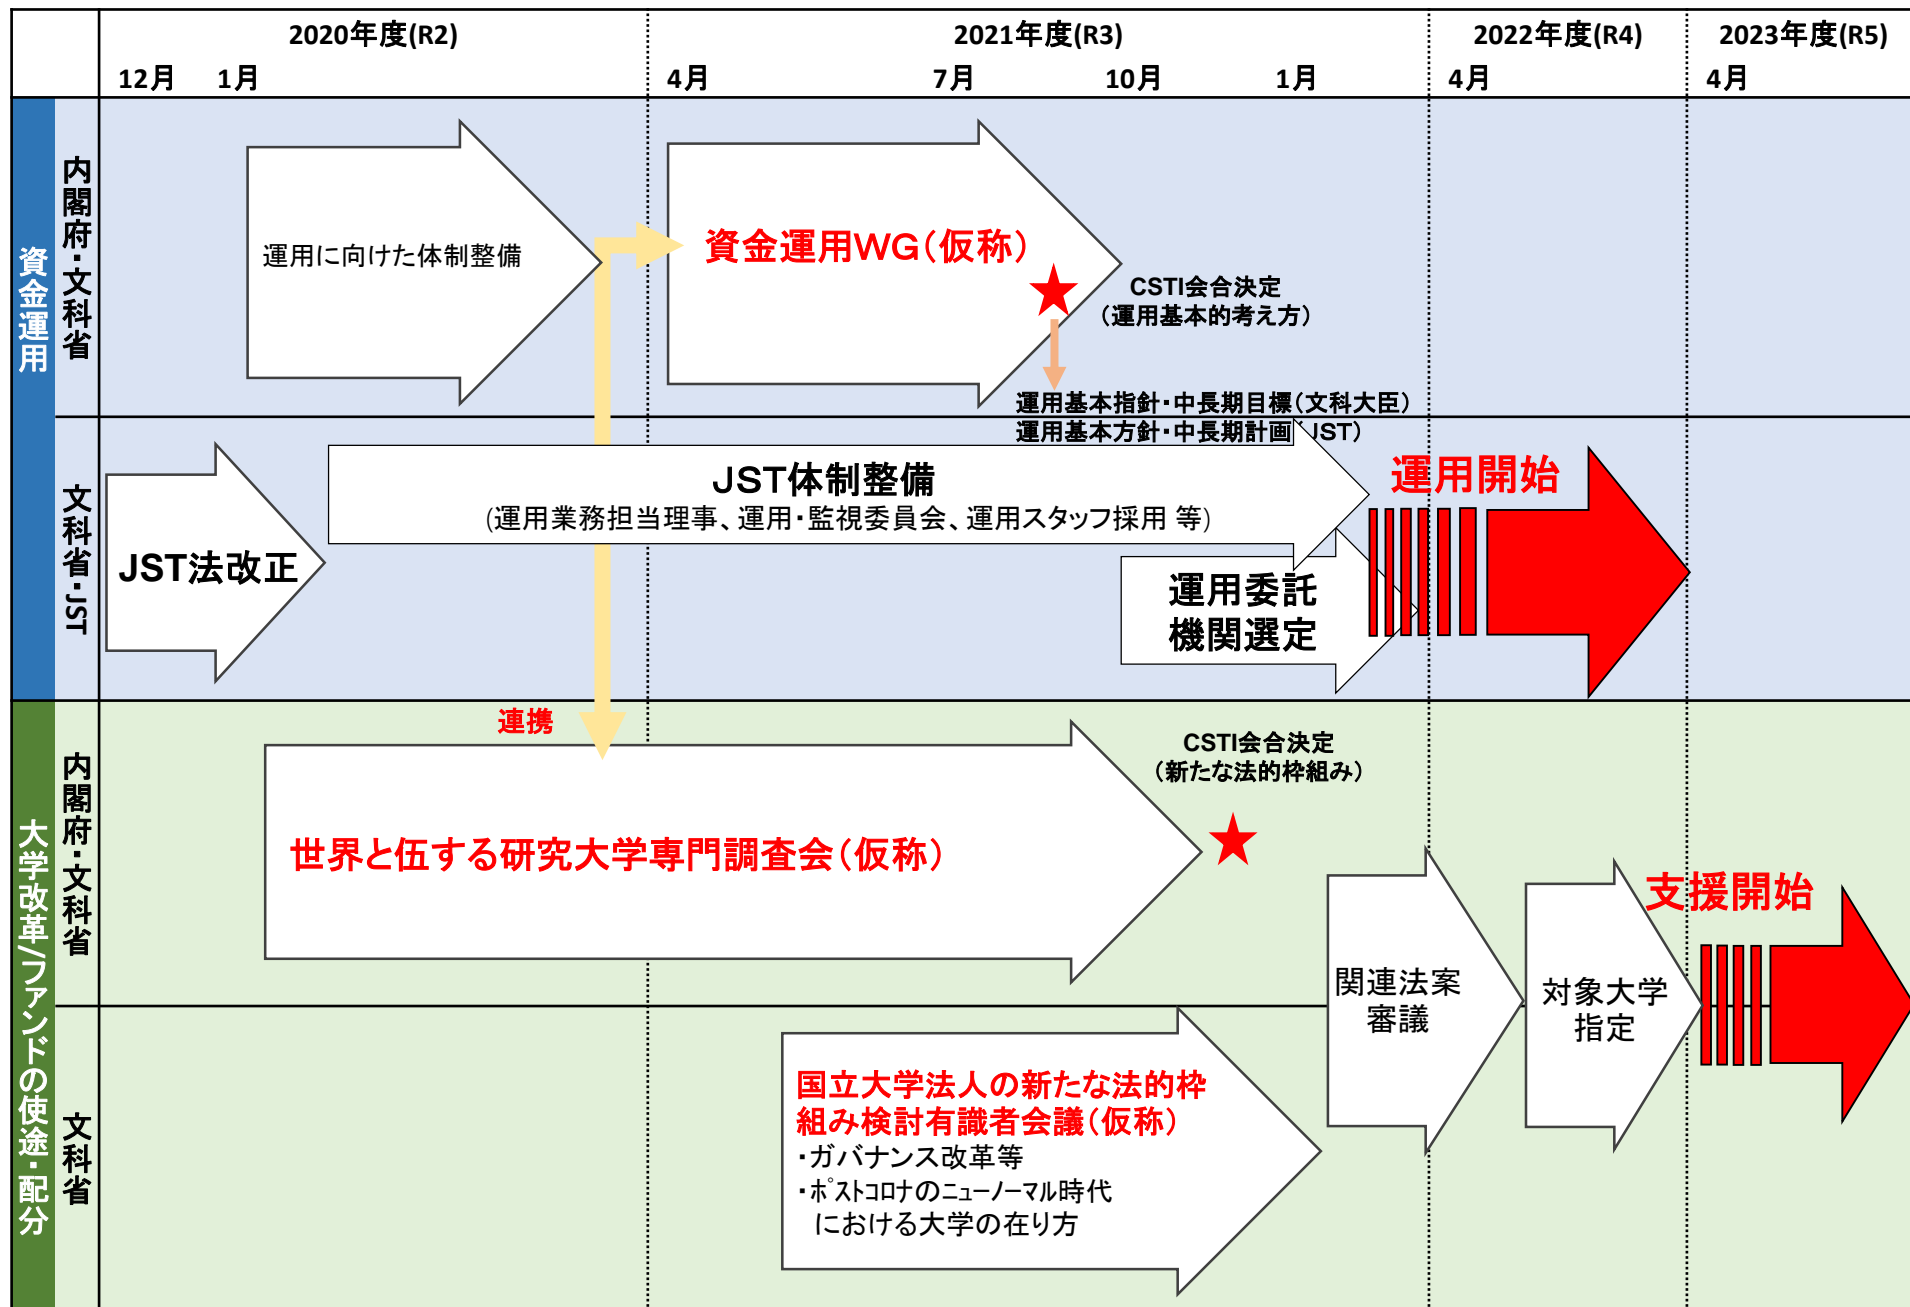 2020年度(R2)
2021年度(R3)
2022年度(R4)
2023年度(R5)
12月
1月
4月
7月
10月
1月
4月
4月
資金運用
内閣府・文科省
運用に向けた体制整備
資金運用WG(仮称)
CSTI会合決定
(運用基本的考え方)
運用基本指針・中長期目標(文科大臣)
運用基本方針・中長期計画(JST)
文科省・JST
JST法改正
JST体制整備
(運用業務担当理事、運用・監視委員会、運用スタッフ採用 等)
運用委託
機関選定
運用開始
連携
大学改革/ファンドの使途・配分
内閣府・文科省
世界と伍する研究大学専門調査会(仮称)
CSTI会合決定
(新たな法的枠組み)
関連法案
審議
対象大学
指定
支援開始
文科省
国立大学法人の新たな法的枠
組み検討有識者会議(仮称)
・ガバナンス改革等
・ポストコロナのニューノーマル時代
における大学の在り方